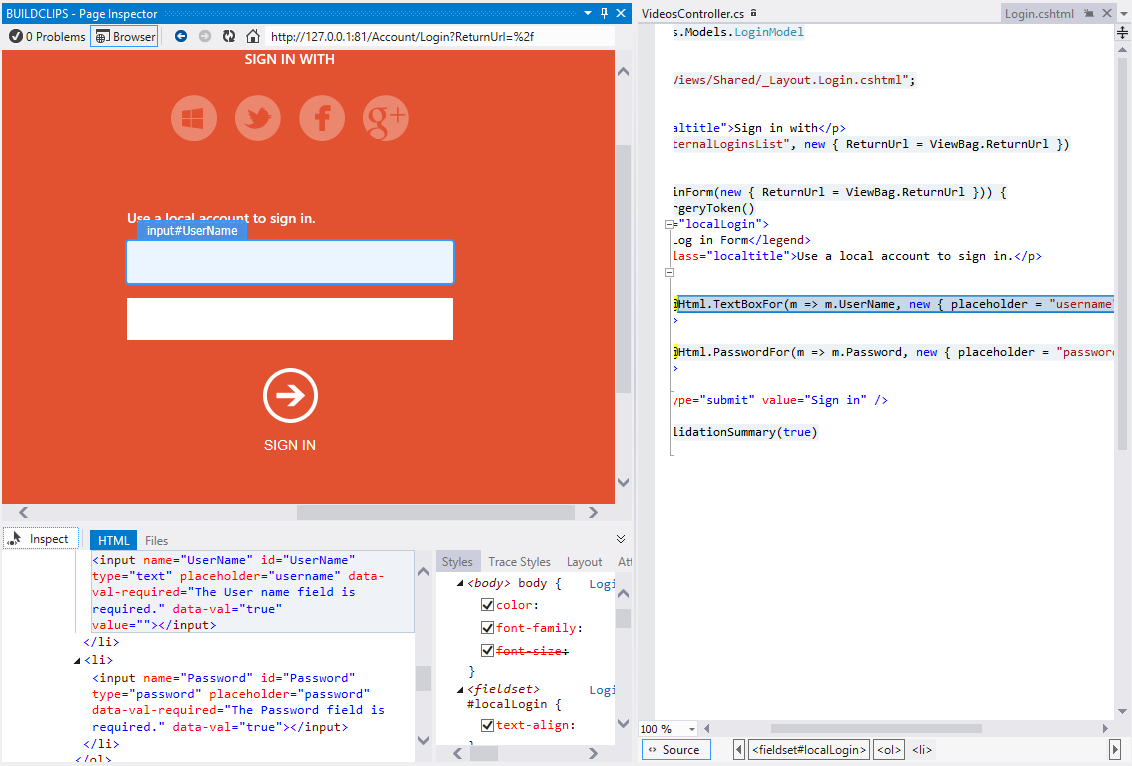 BUILDCLIPS - Page Inspector
0 Problems Browser http://127.0.0.1:81/Account/Login?ReturnUrl=%2f
SIGN IN WITH
g+
Use a local account to sign in.
input#UserName
SIGN IN
Inspect HTML Files
<input name="UserName" id="UserName"
type="text" placeholder="username" data-
val-required="The User name field is
required." data-val="true"
value=""></input>
</li>
<li>
<input name="Password" id="Password"
type="password" placeholder="password"
data-val-required="The Password field is
required." data-val="true"></input>
</li>
</ol>
Styles Trace Styles Layout Att
<body> body { Logi
color:
font-family:
font-size:
}
<fieldset> Logi
#localLogin {
text-align:
}
VideosController.cs Login.cshtml
s.Models.LoginModel
/iews/Shared/_Layout.Login.cshtml";
altitle">Sign in with</p>
ternalLoginsList", new { ReturnUrl = ViewBag.ReturnUrl })
inForm(new { ReturnUrl = ViewBag.ReturnUrl })) {
rgeryToken()
="localLogin">
Log in Form</legend>
lass="localtitle">Use a local account to sign in.</p>
@Html.TextBoxFor(m => m.UserName, new { placeholder = "username"
>
@Html.PasswordFor(m => m.Password, new { placeholder = "passwor
>
ype="submit" value="Sign in" />
lidationSummary(true)
100 %
Source <fieldset#localLogin> <ol> <li>